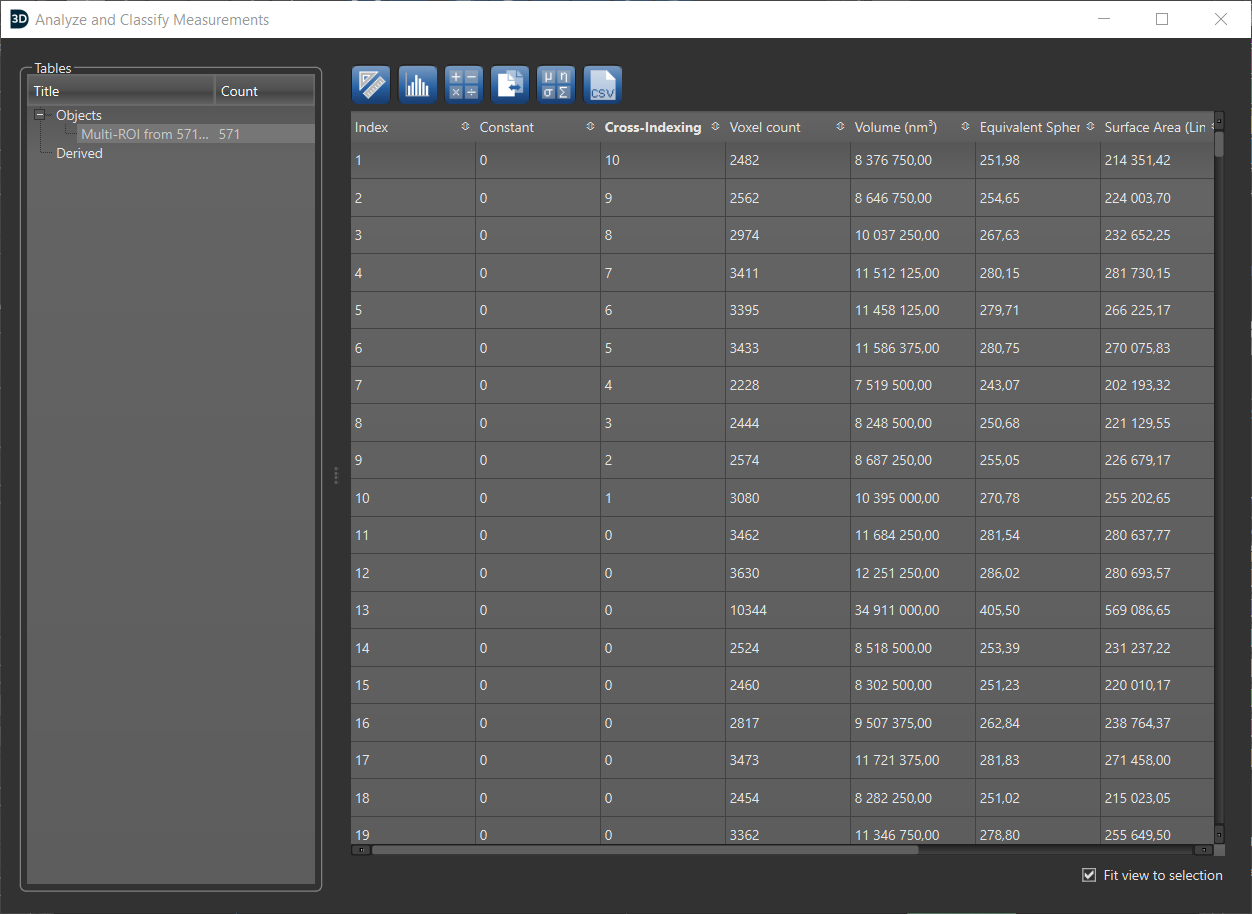 3D Analyze and Classify Measurements
Tables
Title Count
Objects
Multi-ROI from 571... 571
Derived
+ − × ÷
μ η σ Σ
CSV
Index Constant Cross-Indexing Voxel count Volume (nm³) Equivalent Spher Surface Area (Lin
1 0 10 2482 8 376 750,00 251,98 214 351,42
2 0 9 2562 8 646 750,00 254,65 224 003,70
3 0 8 2974 10 037 250,00 267,63 232 652,25
4 0 7 3411 11 512 125,00 280,15 281 730,15
5 0 6 3395 11 458 125,00 279,71 266 225,17
6 0 5 3433 11 586 375,00 280,75 270 075,83
7 0 4 2228 7 519 500,00 243,07 202 193,32
8 0 3 2444 8 248 500,00 250,68 221 129,55
9 0 2 2574 8 687 250,00 255,05 226 679,17
10 0 1 3080 10 395 000,00 270,78 255 202,65
11 0 0 3462 11 684 250,00 281,54 280 637,77
12 0 0 3630 12 251 250,00 286,02 280 693,57
13 0 0 10344 34 911 000,00 405,50 569 086,65
14 0 0 2524 8 518 500,00 253,39 231 237,22
15 0 0 2460 8 302 500,00 251,23 220 010,17
16 0 0 2817 9 507 375,00 262,84 238 764,37
17 0 0 3473 11 721 375,00 281,83 271 458,00
18 0 0 2454 8 282 250,00 251,02 215 023,05
19 0 0 3362 11 346 750,00 278,80 255 649,50
Fit view to selection